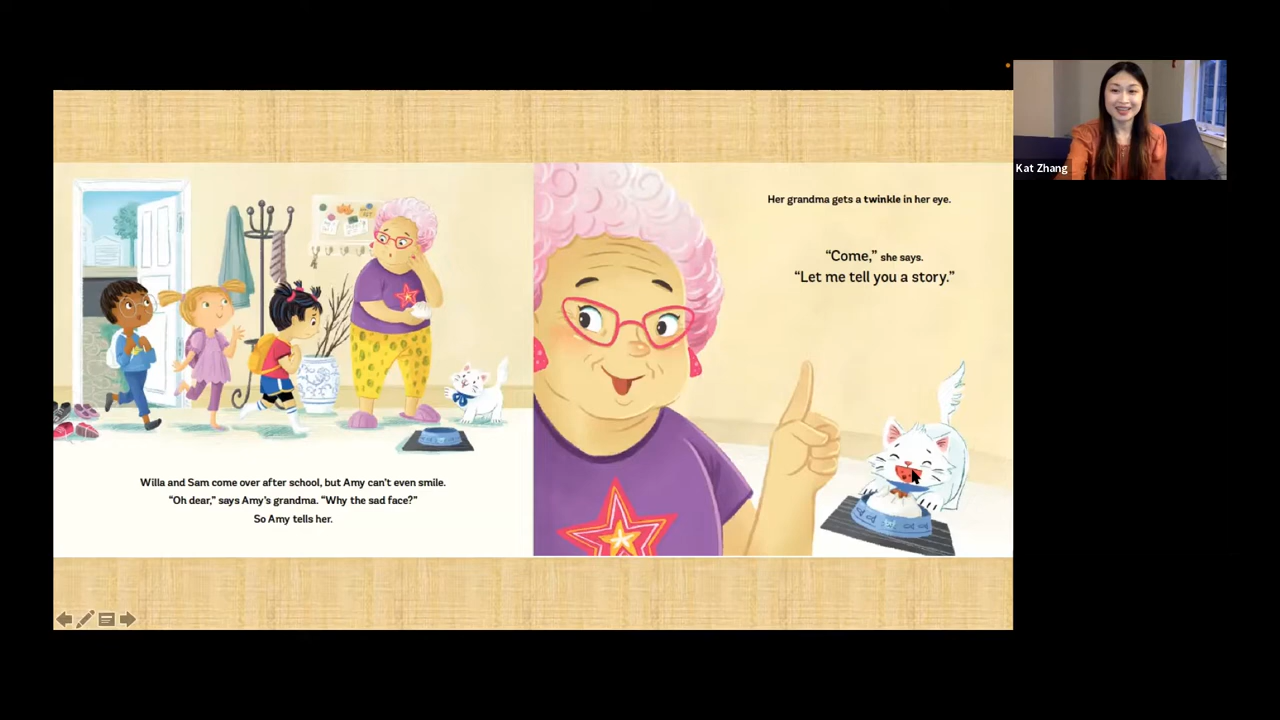 Willa and Sam come over after school, but Amy can't even smile.
"Oh dear," says Amy's grandma. "Why the sad face?"
So Amy tells her.
Her grandma gets a twinkle in her eye.
"Come," she says.
"Let me tell you a story."
Kat Zhang